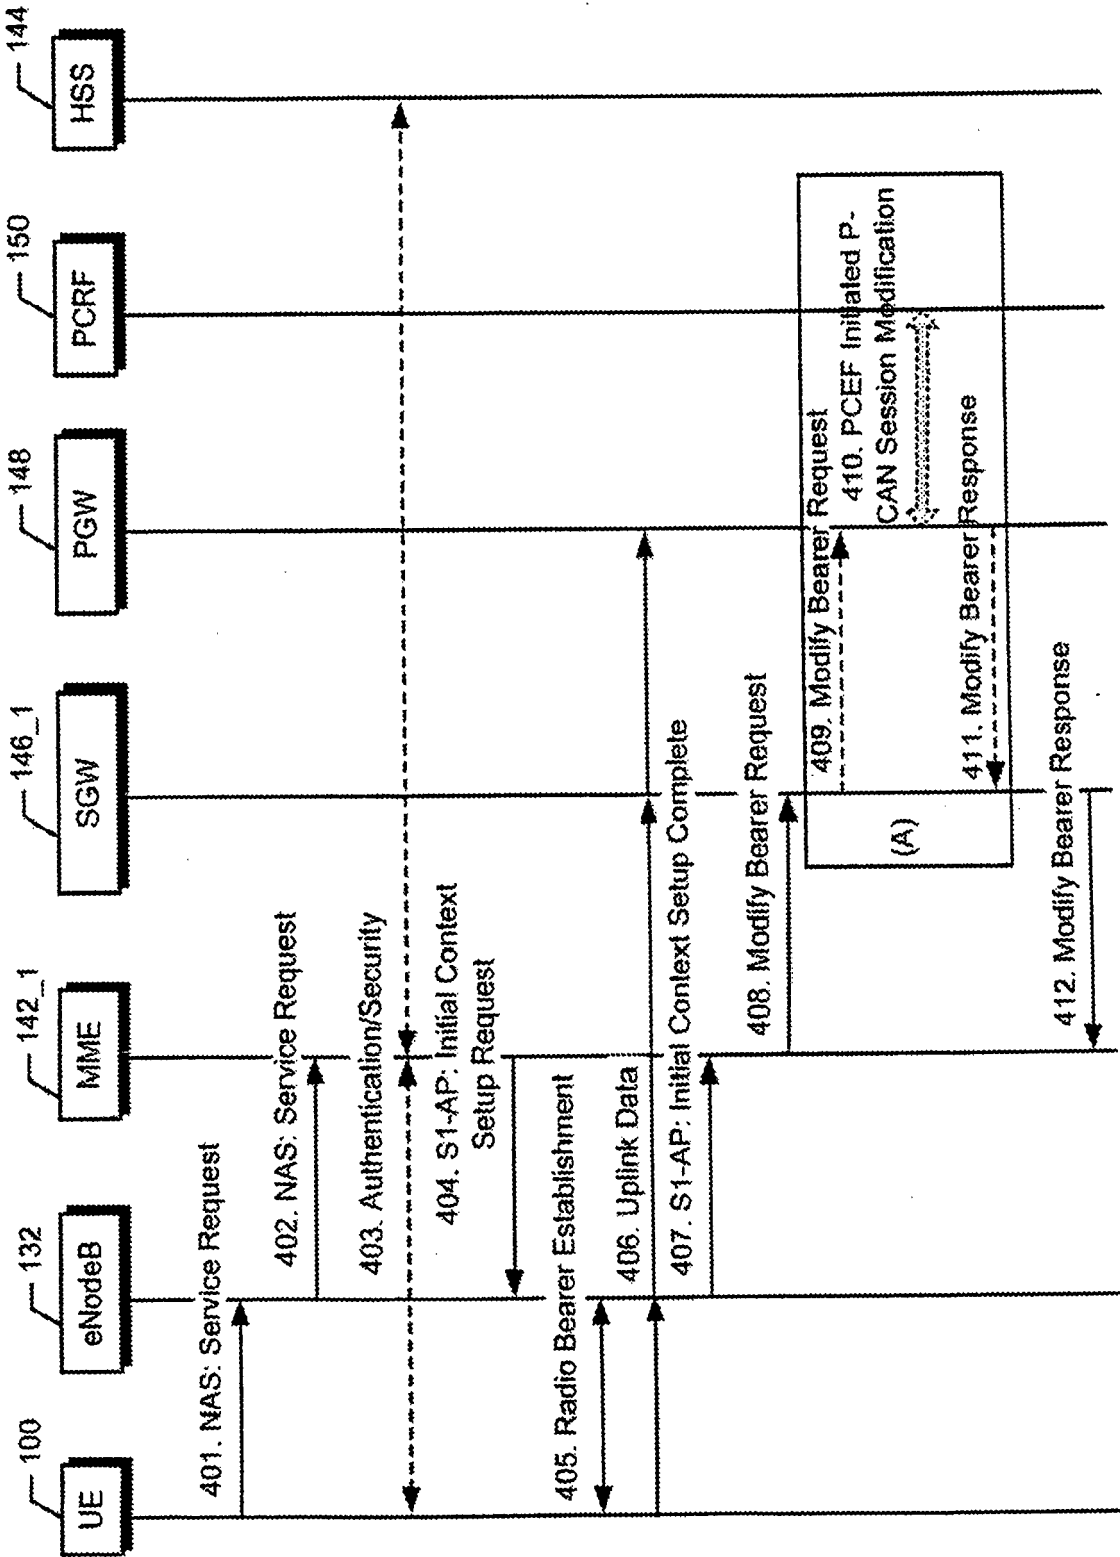 100
132
142_1
146_1
148
150
144
UE
eNodeB
MME
SGW
PGW
PCRF
HSS
401. NAS: Service Request
402. NAS: Service Request
403. Authentication/Security
404. S1-AP: Initial Context
Setup Request
405. Radio Bearer Establishment
406. Uplink Data
407. S1-AP: Initial Context Setup Complete
408. Modify Bearer Request
409. Modify Bearer Request
410. PCEF Initiated P-
CAN Session Modification
(A)
411. Modify Bearer Response
412. Modify Bearer Response